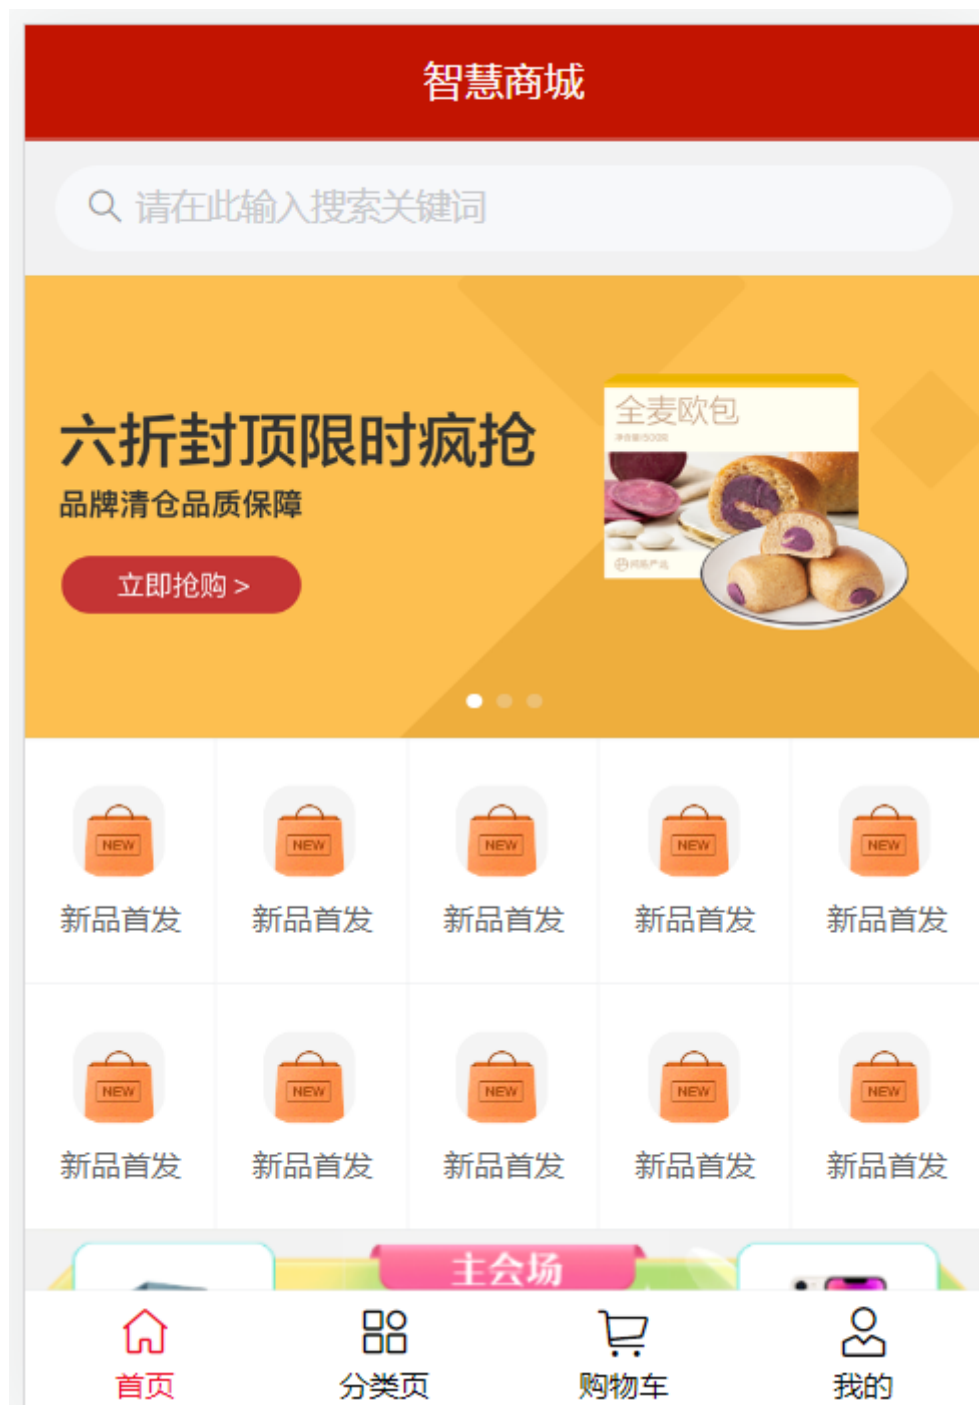 智慧商城
请在此输入搜索关键词
六折封顶限时疯抢
品牌清仓品质保障
立即抢购 >
全麦欧包
NEW NEW NEW NEW NEW
新品首发 新品首发 新品首发 新品首发 新品首发
NEW NEW NEW NEW NEW
新品首发 新品首发 新品首发 新品首发 新品首发
主会场
首页 分类页 购物车 我的